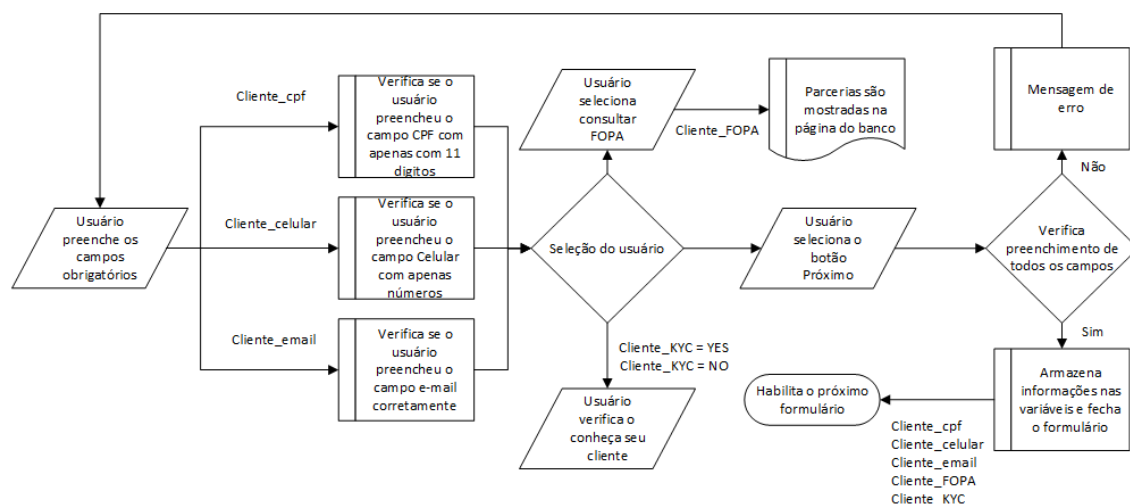 Usuário
preenche os
campos
obrigatórios
Cliente_cpf
Cliente_celular
Cliente_email
Verifica se o
usuário
preencheu o
campo CPF com
apenas com 11
digitos
Verifica se o
usuário
preencheu o
campo Celular
com apenas
números
Verifica se o
usuário
preencheu o
campo e-mail
corretamente
Usuário
seleciona
consultar
FOPA
Cliente_FOPA
Parcerias são
mostradas na
página do banco
Seleção do usuário
Cliente_KYC = YES
Cliente_KYC = NO
Usuário
verifica o
conheça seu
cliente
Usuário
seleciona o
botão
Próximo
Mensagem de
erro
Não
Verifica
preenchimento de
todos os campos
Sim
Armazena
informações nas
variáveis e fecha
o formulário
Habilita o próximo
formulário
Cliente_cpf
Cliente_celular
Cliente_email
Cliente_FOPA
Cliente_KYC